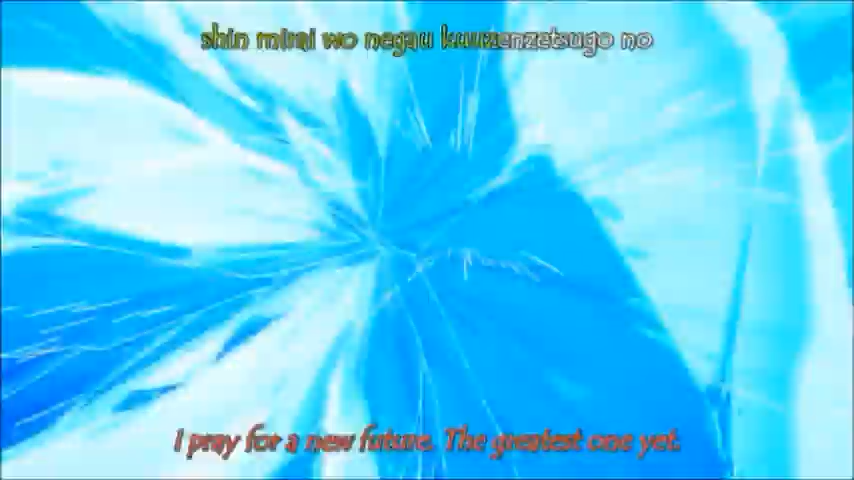 shin mirai wo negau kuuzenzetsugo no
I pray for a new future. The greatest one yet.